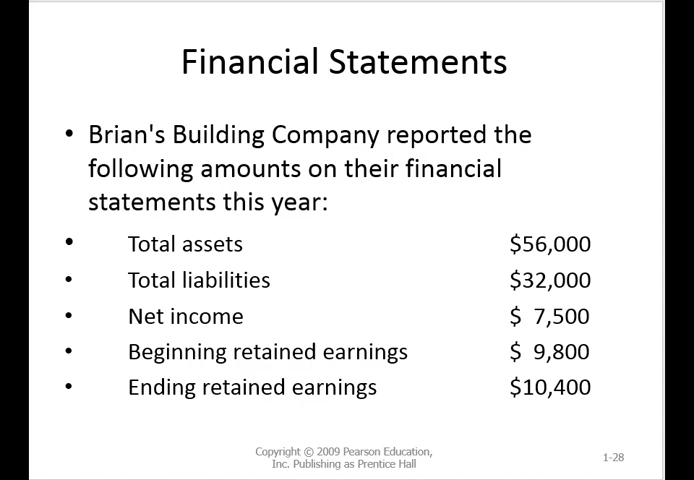 Financial Statements
• Brian's Building Company reported the
following amounts on their financial
statements this year:
• Total assets $56,000
• Total liabilities $32,000
• Net income $ 7,500
• Beginning retained earnings $ 9,800
• Ending retained earnings $10,400
Copyright © 2009 Pearson Education,
Inc. Publishing as Prentice Hall
1-28